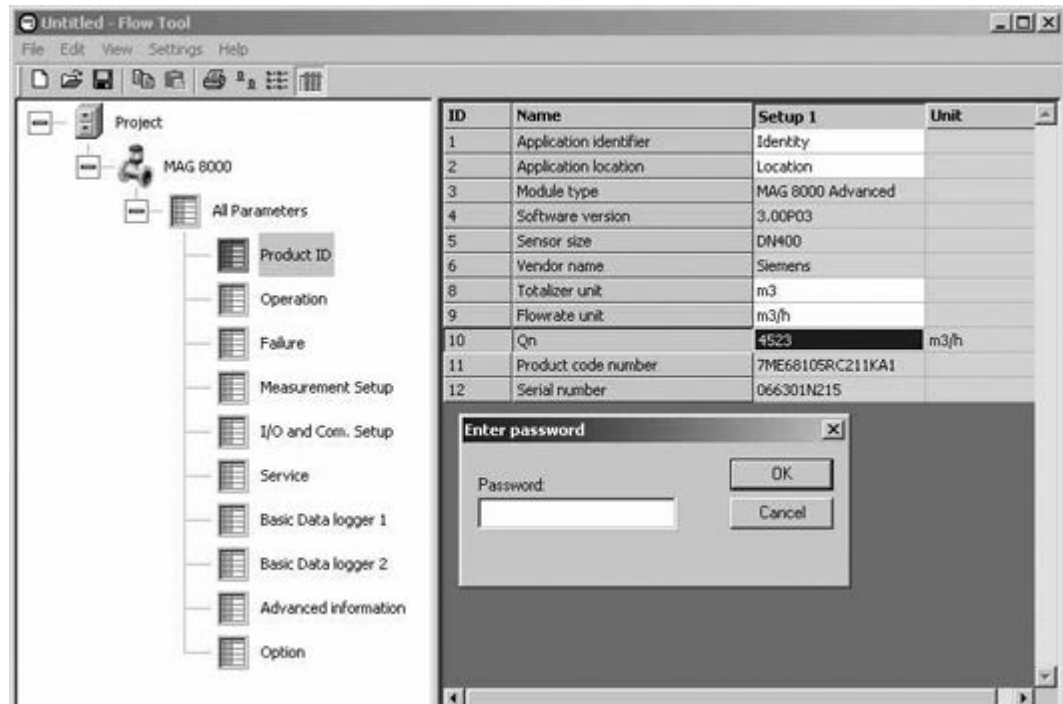 Untitled - Flow Tool
File Edit View Settings Help
Project
MAG 8000
All Parameters
Product ID
Operation
Failure
Measurement Setup
I/O and Com. Setup
Service
Basic Data logger 1
Basic Data logger 2
Advanced information
Option
ID Name Setup 1 Unit
1 Application identifier Identity
2 Application location Location
3 Module type MAG 8000 Advanced
4 Software version 3.00P03
5 Sensor size DN400
6 Vendor name Siemens
8 Totalizer unit m3
9 Flowrate unit m3/h
10 Qn 4523 m3/h
11 Product code number 7ME68105RC211KA1
12 Serial number 066301N215
Enter password
Password:
OK
Cancel